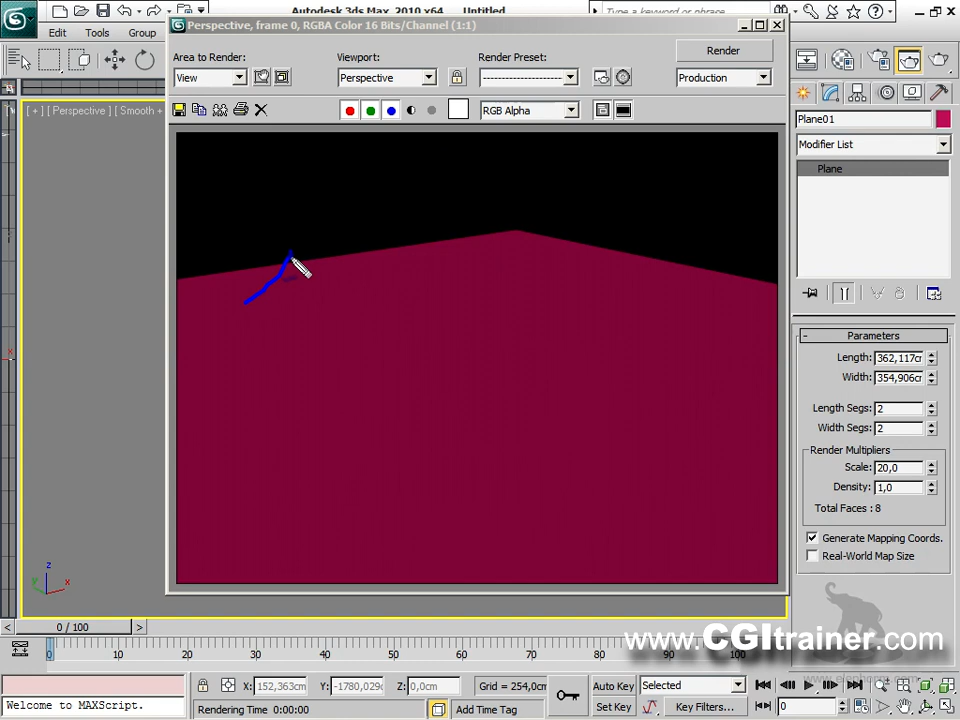 Autodesk 3ds Max 2010 x64 Untitled
Type a keyword or phrase
Edit Tools Group
Perspective, frame 0, RGBA Color 16 Bits/Channel (1:1)
Area to Render: Viewport: Render Preset: Render
View Perspective Production
RGB Alpha
[ + ] [ Perspective ] [ Smooth +
Plane01
Modifier List
Plane
Parameters
Length: 362,117cm
Width: 354,906cm
Length Segs: 2
Width Segs: 2
Render Multipliers
Scale: 20,0
Density: 1,0
Total Faces : 8
Generate Mapping Coords.
Real-World Map Size
z
y x
< 0 / 100 >
0 10 20 30 40 50 60 70 80 90 100
www.CGItrainer.com
X: 152,363cm Y: -1780,029c Z: 0,0cm Grid = 254,0cm Auto Key Selected
Welcome to MAXScript. Rendering Time 0:00:00 Add Time Tag Set Key Key Filters... 0